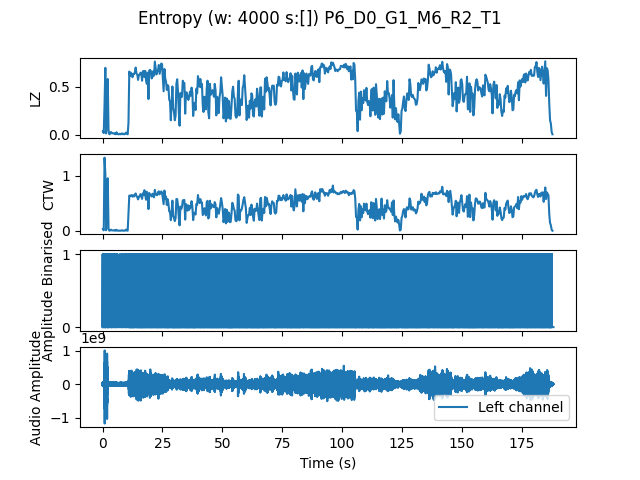 Entropy (w: 4000 s:[]) P6_D0_G1_M6_R2_T1
LZ
0.5
0.0
CTW
1
0
Amplitude Binarised
1
0
1e9
Audio Amplitude
1
0
−1
Left channel
0 25 50 75 100 125 150 175
Time (s)